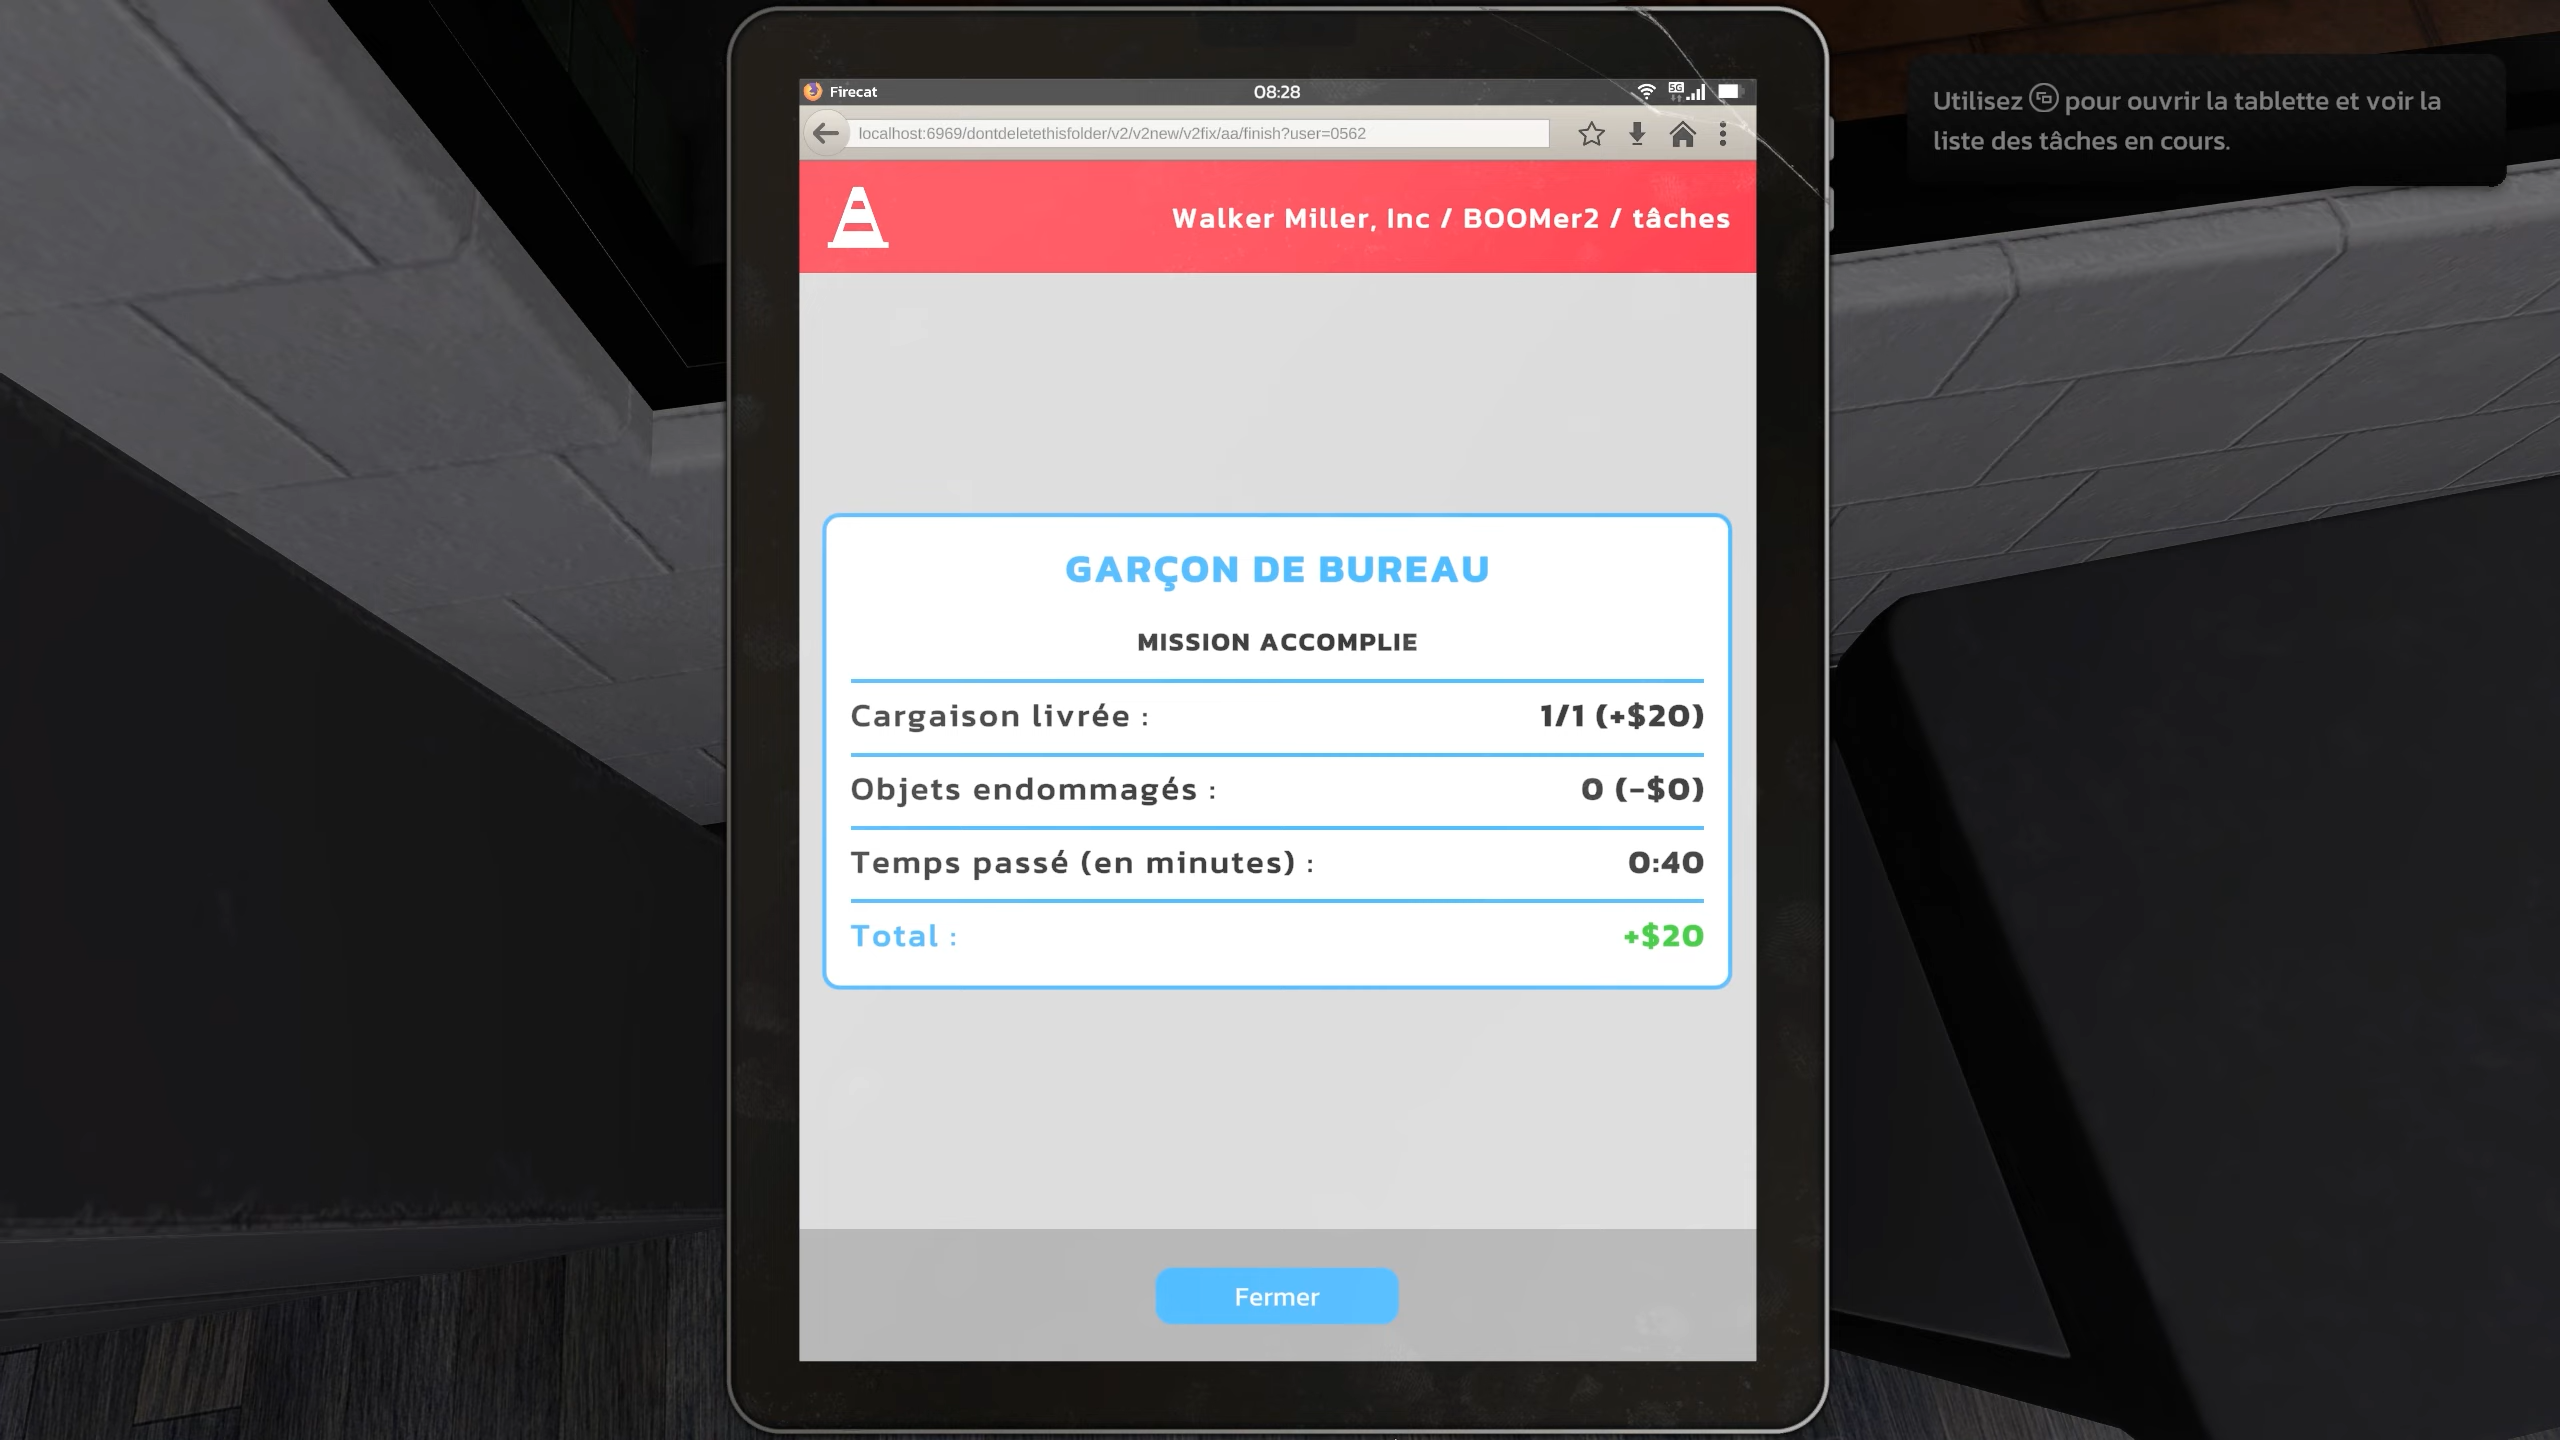 Firecat
08:28
5G
localhost:6969/dontdeletethisfolder/v2/v2new/v2fix/aa/finish?user=0562
Walker Miller, Inc / BOOMer2 / tâches
Utilisez pour ouvrir la tablette et voir la
liste des tâches en cours.
GARÇON DE BUREAU
MISSION ACCOMPLIE
Cargaison livrée : 1/1 (+$20)
Objets endommagés : 0 (-$0)
Temps passé (en minutes) : 0:40
Total : +$20
Fermer